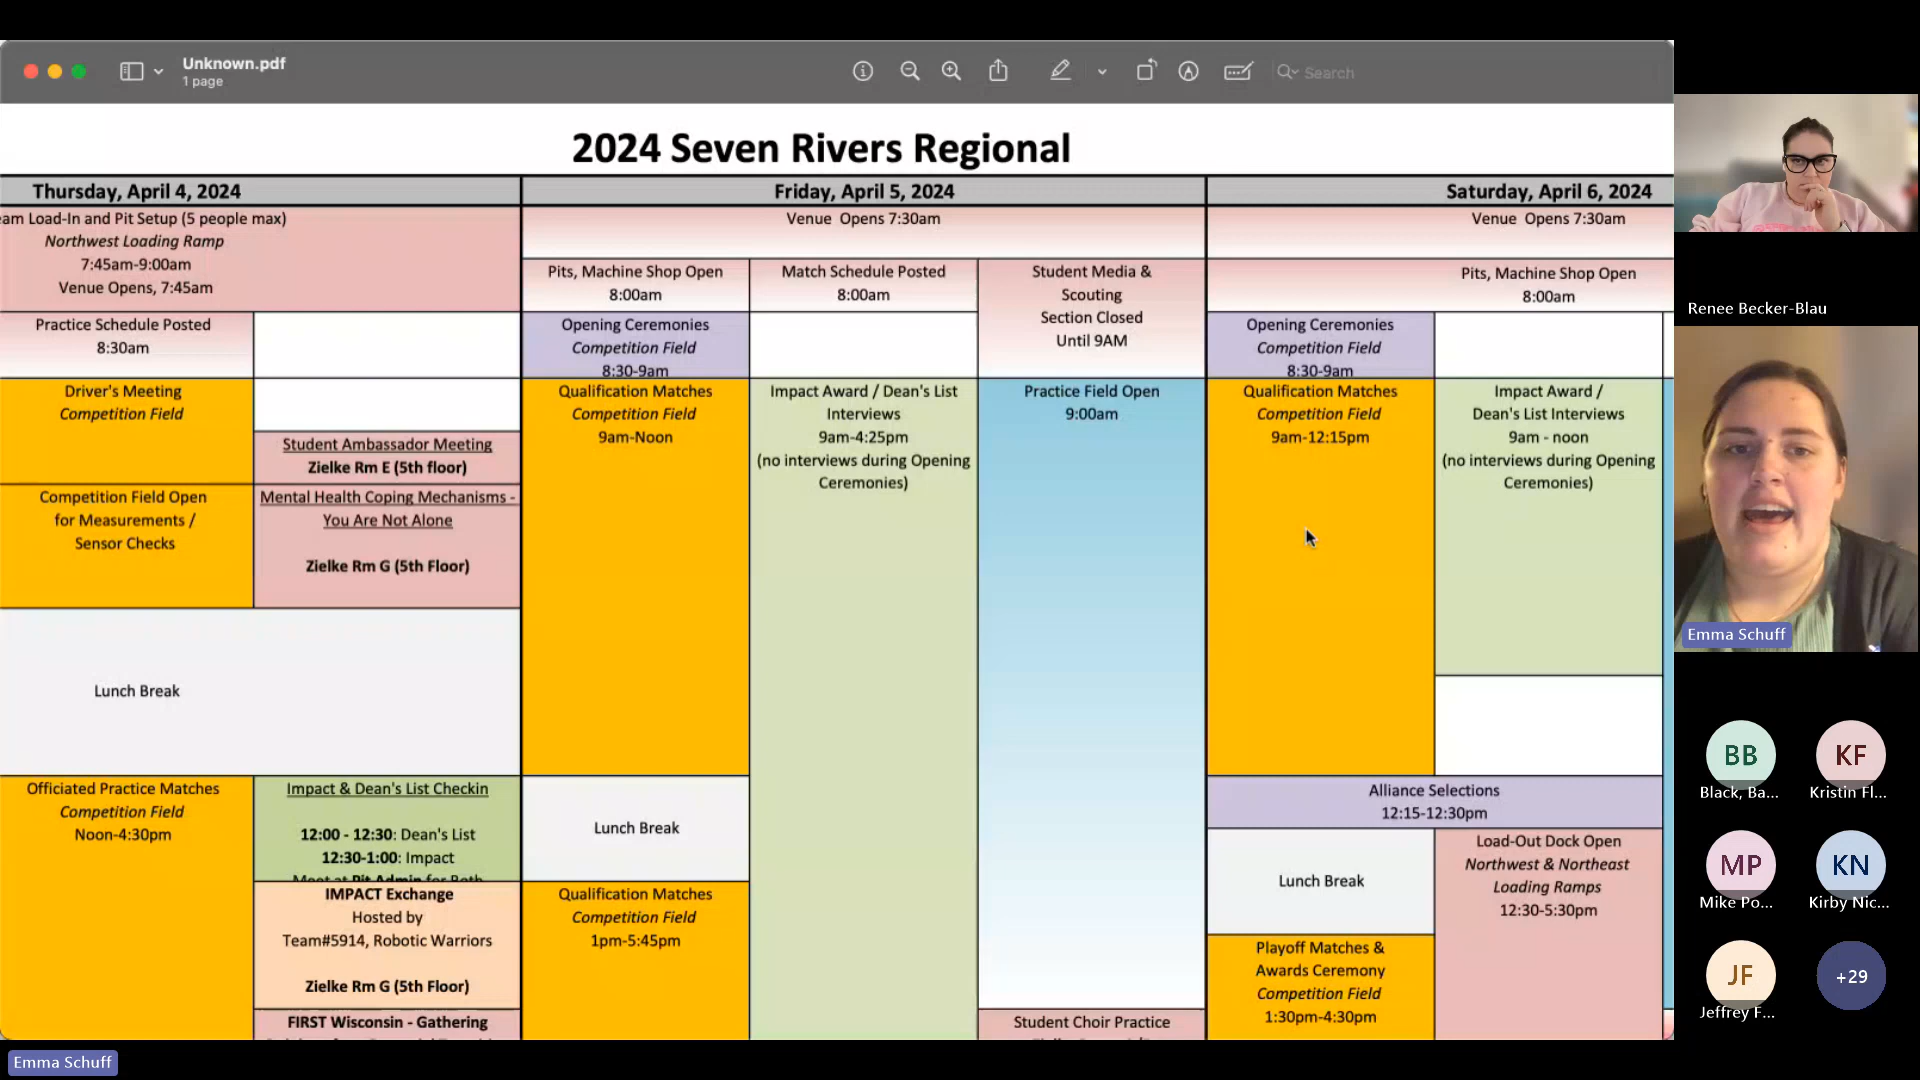 Unknown.pdf
1 page
Search
2024 Seven Rivers Regional
Thursday, April 4, 2024
Friday, April 5, 2024
Saturday, April 6, 2024
eam Load-In and Pit Setup (5 people max)
Northwest Loading Ramp
7:45am-9:00am
Venue Opens, 7:45am
Practice Schedule Posted
8:30am
Driver's Meeting
Competition Field
Student Ambassador Meeting
Zielke Rm E (5th floor)
Competition Field Open
for Measurements /
Sensor Checks
Mental Health Coping Mechanisms -
You Are Not Alone
Zielke Rm G (5th Floor)
Lunch Break
Officiated Practice Matches
Competition Field
Noon-4:30pm
Impact & Dean's List Checkin
12:00 - 12:30: Dean's List
12:30-1:00: Impact
Meet at Pit Admin for Both
IMPACT Exchange
Hosted by
Team#5914, Robotic Warriors
Zielke Rm G (5th Floor)
FIRST Wisconsin - Gathering
Venue Opens 7:30am
Pits, Machine Shop Open
8:00am
Match Schedule Posted
8:00am
Student Media &
Scouting
Section Closed
Until 9AM
Opening Ceremonies
Competition Field
8:30-9am
Qualification Matches
Competition Field
9am-Noon
Impact Award / Dean's List
Interviews
9am-4:25pm
(no interviews during Opening
Ceremonies)
Practice Field Open
9:00am
Lunch Break
Qualification Matches
Competition Field
1pm-5:45pm
Student Choir Practice
Venue Opens 7:30am
Pits, Machine Shop Open
8:00am
Opening Ceremonies
Competition Field
8:30-9am
Qualification Matches
Competition Field
9am-12:15pm
Impact Award /
Dean's List Interviews
9am - noon
(no interviews during Opening
Ceremonies)
Alliance Selections
12:15-12:30pm
Lunch Break
Load-Out Dock Open
Northwest & Northeast
Loading Ramps
12:30-5:30pm
Playoff Matches &
Awards Ceremony
Competition Field
1:30pm-4:30pm
Renee Becker-Blau
Emma Schuff
BB
Black, Ba...
KF
Kristin Fl...
MP
Mike Po...
KN
Kirby Nic...
JF
Jeffrey F...
+29
Emma Schuff